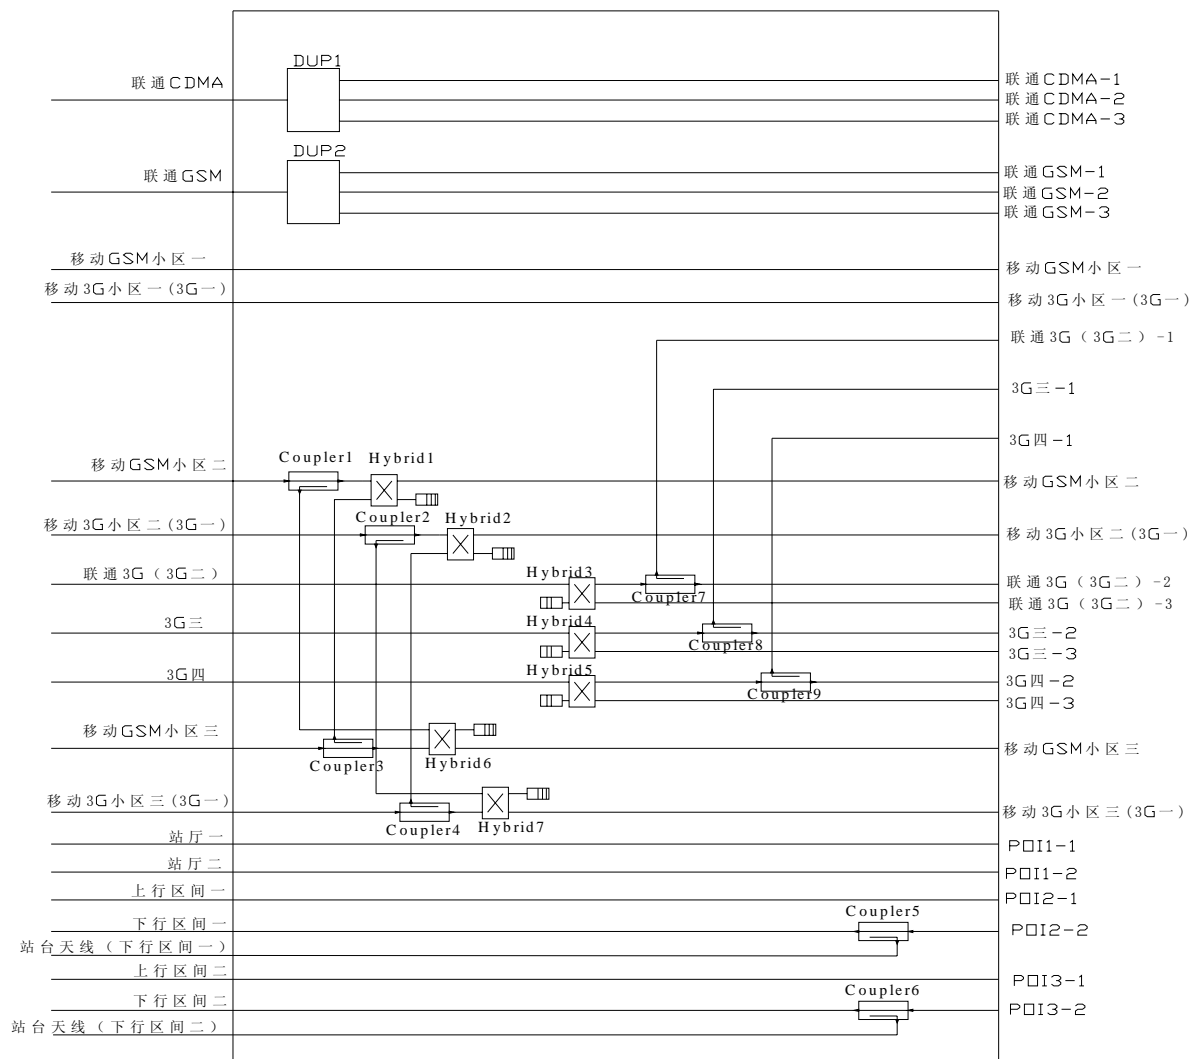 DUP1
联通CDMA
联通CDMA-1
联通CDMA-2
联通CDMA-3
DUP2
联通GSM
联通GSM-1
联通GSM-2
联通GSM-3
移动GSM小区一
移动GSM小区一
移动3G小区一(3G一)
移动3G小区一(3G一)
联通3G（3G二）-1
3G三-1
3G四-1
Coupler1
Hybrid1
移动GSM小区二
移动GSM小区二
Coupler2
Hybrid2
移动3G小区二(3G一)
移动3G小区二(3G一)
Hybrid3
联通3G（3G二）
联通3G（3G二）-2
Coupler7
联通3G（3G二）-3
Hybrid4
3G三
3G三-2
Coupler8
3G三-3
Hybrid5
3G四
3G四-2
Coupler9
3G四-3
移动GSM小区三
移动GSM小区三
Coupler3
Hybrid6
移动3G小区三(3G一)
移动3G小区三(3G一)
Coupler4
Hybrid7
站厅一
POI1-1
站厅二
POI1-2
上行区间一
POI2-1
Coupler5
下行区间一
POI2-2
站台天线（下行区间一）
上行区间二
POI3-1
Coupler6
下行区间二
POI3-2
站台天线（下行区间二）